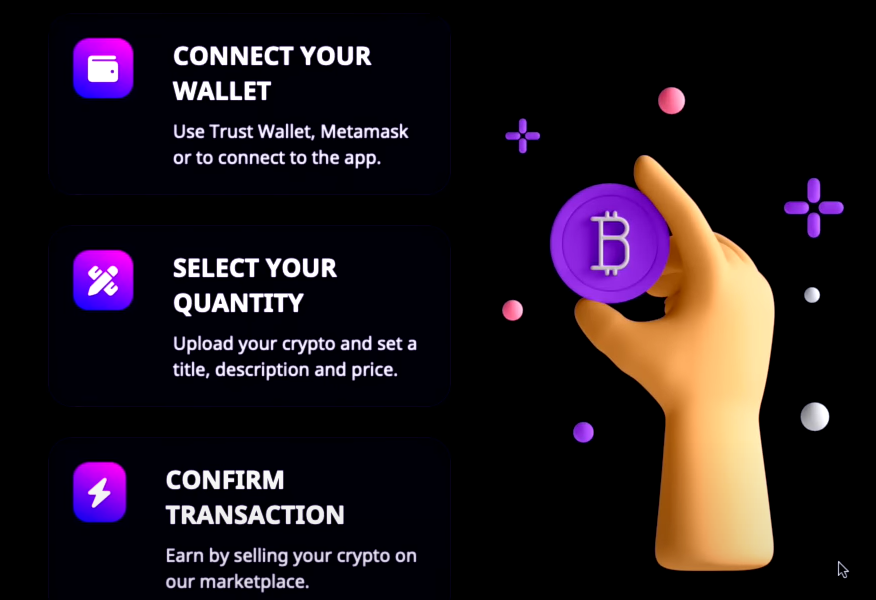 CONNECT YOUR
WALLET
Use Trust Wallet, Metamask
or to connect to the app.
SELECT YOUR
QUANTITY
Upload your crypto and set a
title, description and price.
CONFIRM
TRANSACTION
Earn by selling your crypto on
our marketplace.